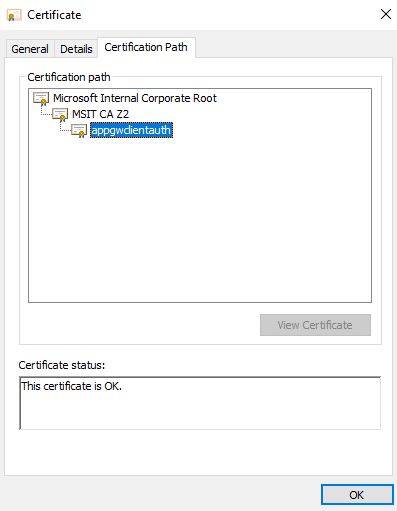 Certificate
General
Details
Certification Path
Certification path
Microsoft Internal Corporate Root
MSIT CA Z2
appgwclientauth
View Certificate
Certificate status:
This certificate is OK.
OK